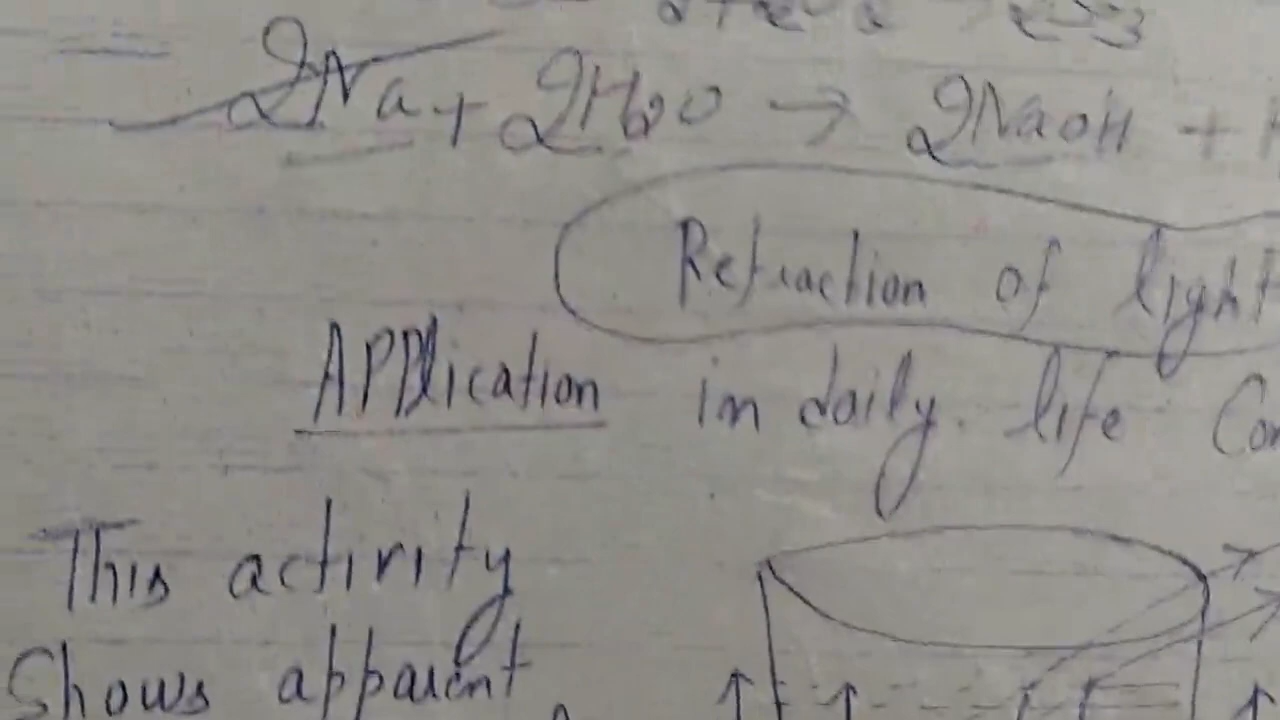 2Na + 2H2O → 2NaOH +
Refraction of light
Application in daily life
This activity
Shows apparent